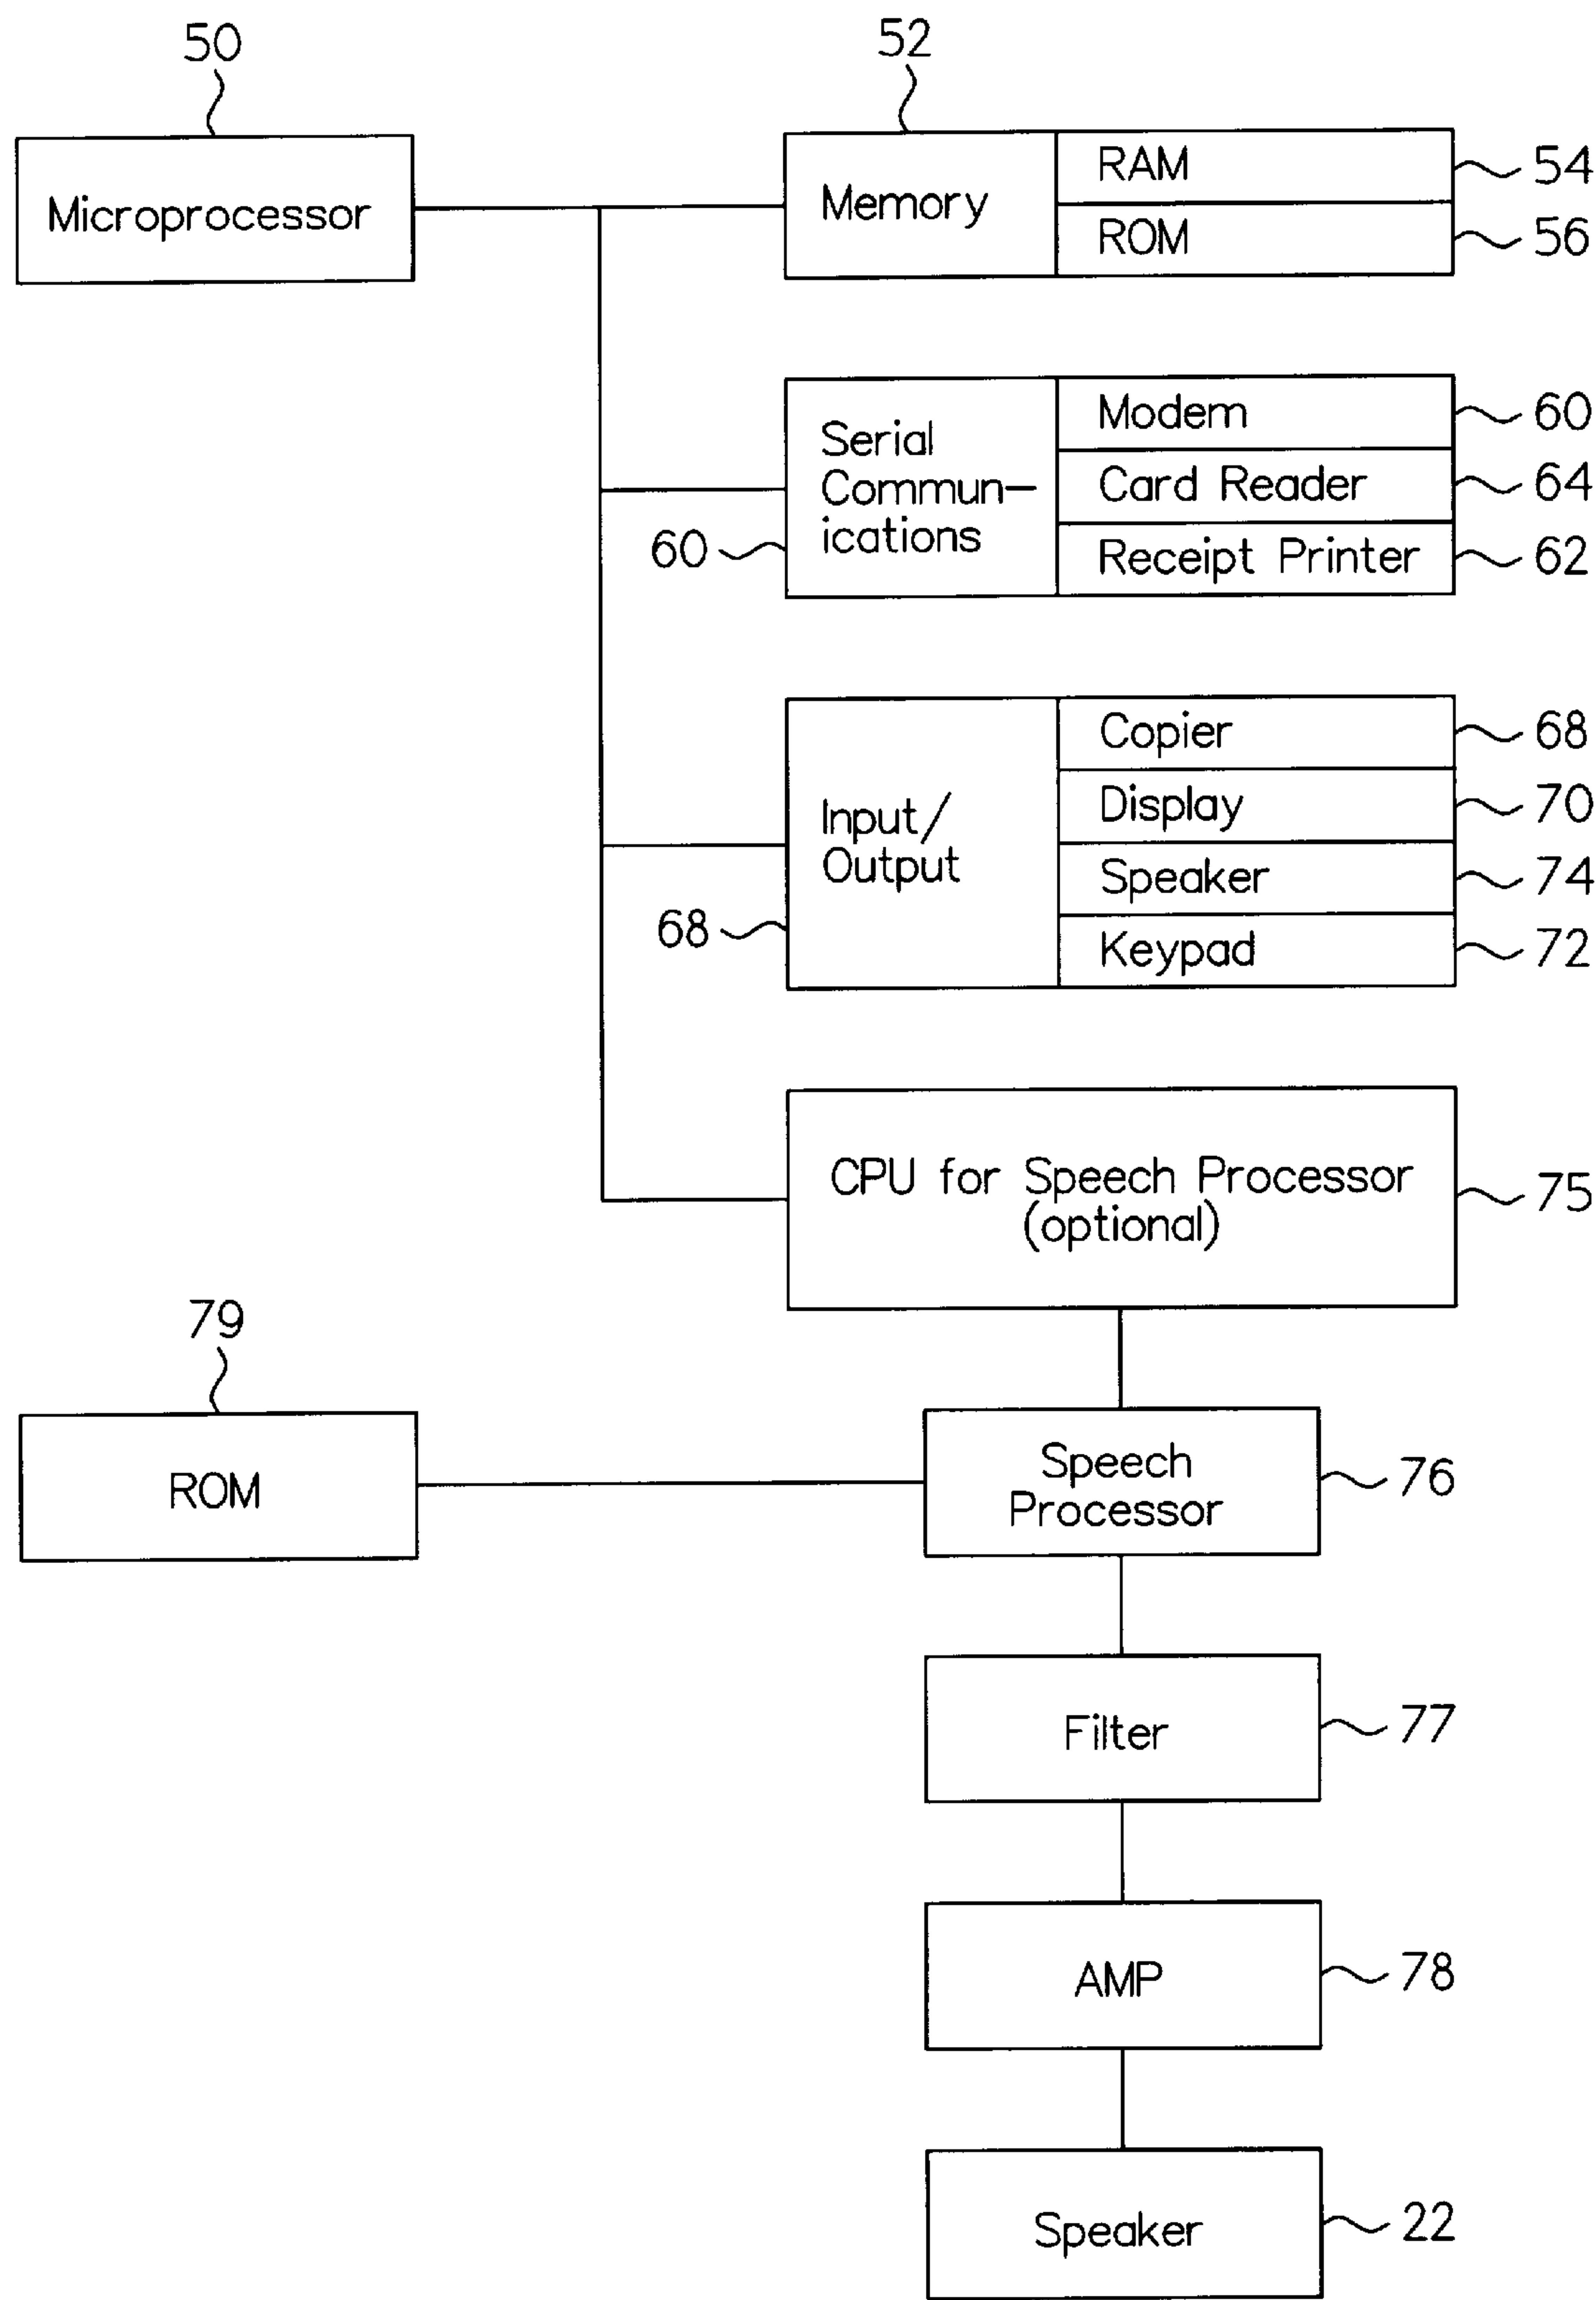 50
52
Microprocessor
Memory
RAM
54
ROM
56
Serial
Commun-
ications
60
Modem
60
Card Reader
64
Receipt Printer
62
Input/
Output
68
Copier
68
Display
70
Speaker
74
Keypad
72
CPU for Speech Processor
(optional)
75
79
ROM
Speech
Processor
76
Filter
77
AMP
78
Speaker
22